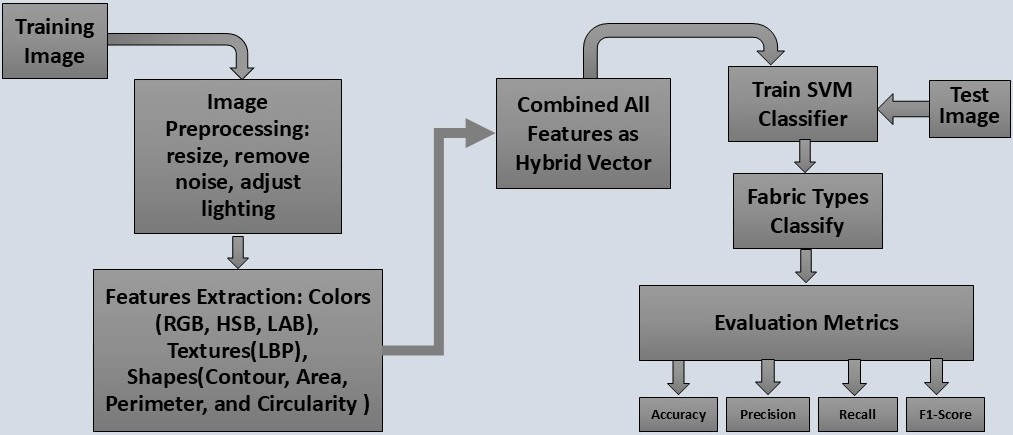 Training
Image
Image
Preprocessing:
resize, remove
noise, adjust
lighting
Features Extraction: Colors
(RGB, HSB, LAB),
Textures(LBP),
Shapes(Contour, Area,
Perimeter, and Circularity )
Combined All
Features as
Hybrid Vector
Train SVM
Classifier
Test
Image
Fabric Types
Classify
Evaluation Metrics
Accuracy
Precision
Recall
F1-Score